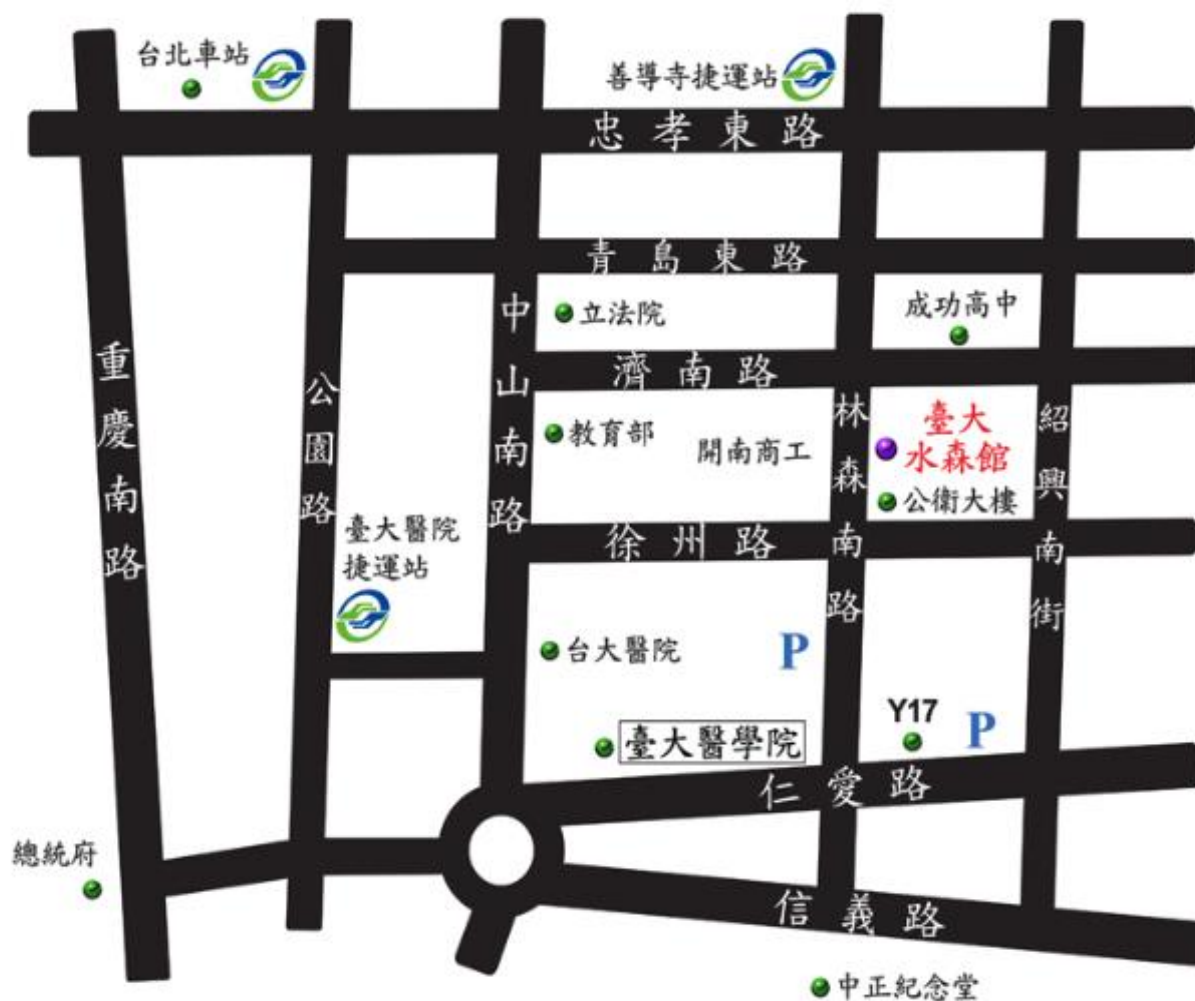 台北車站
善導寺捷運站
忠孝東路
青島東路
立法院
成功高中
濟南路
重慶南路
公園路
中山南路
教育部
開南商工
林森南路
臺大
水森館
公衛大樓
紹興南街
徐州路
臺大醫院
捷運站
台大醫院
P
Y17
P
臺大醫學院
仁愛路
總統府
信義路
中正紀念堂